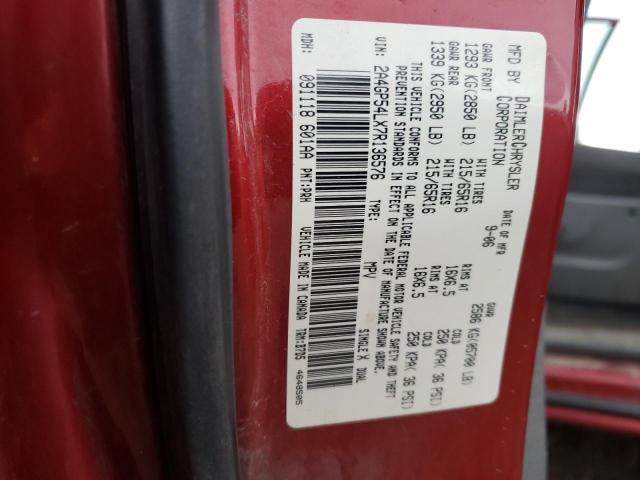 MFD BY DAIMLERCHRYSLER CORPORATION
DATE OF MFR 9-06
GVWR 2586 KG(05700 LB)
GAWR FRONT WITH TIRES RIMS AT COLD
1293 KG(2850 LB) 215/65R16 16X6.5 250 KPA( 36 PSI)
GAWR REAR WITH TIRES RIMS AT COLD
1339 KG(2950 LB) 215/65R16 16X6.5 250 KPA( 36 PSI)
THIS VEHICLE CONFORMS TO ALL APPLICABLE FEDERAL MOTOR VEHICLE SAFETY AND THEFT
PREVENTION STANDARDS IN EFFECT ON THE DATE OF MANUFACTURE SHOWN ABOVE.
VIN: 2A4GP54LX7R136576 TYPE: MPV SINGLE X DUAL
MDH: 091118 601AA PNT:PRH VEHICLE MADE IN CANADA TRM:B7D5 4648505